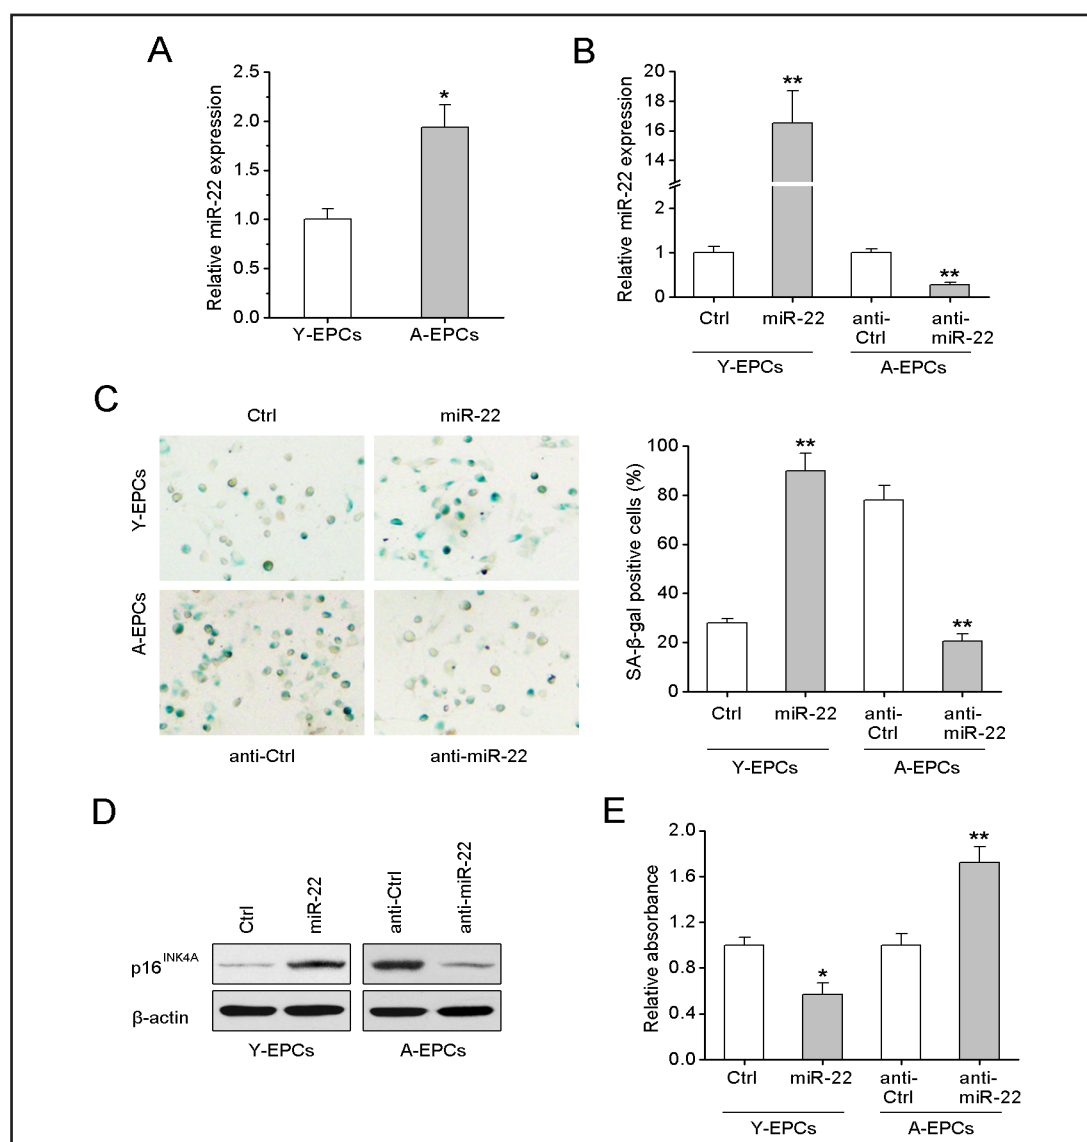 A
Relative miR-22 expression
2.5
2.0
1.5
1.0
0.5
0.0
*
Y-EPCs A-EPCs
B
Relative miR-22 expression
20
18
16
14
2
1
0
**
**
Ctrl miR-22 anti- anti-
Ctrl miR-22
Y-EPCs A-EPCs
C
Ctrl miR-22
Y-EPCs
A-EPCs
anti-Ctrl anti-miR-22
SA-β-gal positive cells (%)
100
80
60
40
20
0
**
**
Ctrl miR-22 anti- anti-
Ctrl miR-22
Y-EPCs A-EPCs
D
Ctrl miR-22 anti-Ctrl anti-miR-22
p16INK4A
β-actin
Y-EPCs A-EPCs
E
Relative absorbance
2.0
1.6
1.2
0.8
0.4
0.0
*
**
Ctrl miR-22 anti- anti-
Ctrl miR-22
Y-EPCs A-EPCs